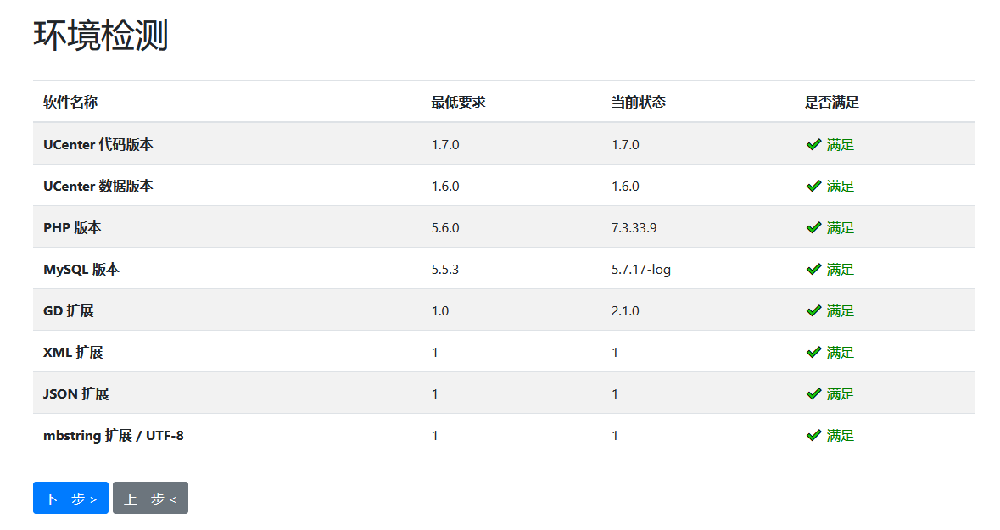 环境检测
软件名称 最低要求 当前状态 是否满足
UCenter 代码版本 1.7.0 1.7.0 ✔ 满足
UCenter 数据版本 1.6.0 1.6.0 ✔ 满足
PHP 版本 5.6.0 7.3.33.9 ✔ 满足
MySQL 版本 5.5.3 5.7.17-log ✔ 满足
GD 扩展 1.0 2.1.0 ✔ 满足
XML 扩展 1 1 ✔ 满足
JSON 扩展 1 1 ✔ 满足
mbstring 扩展 / UTF-8 1 1 ✔ 满足
下一步 > 上一步 <